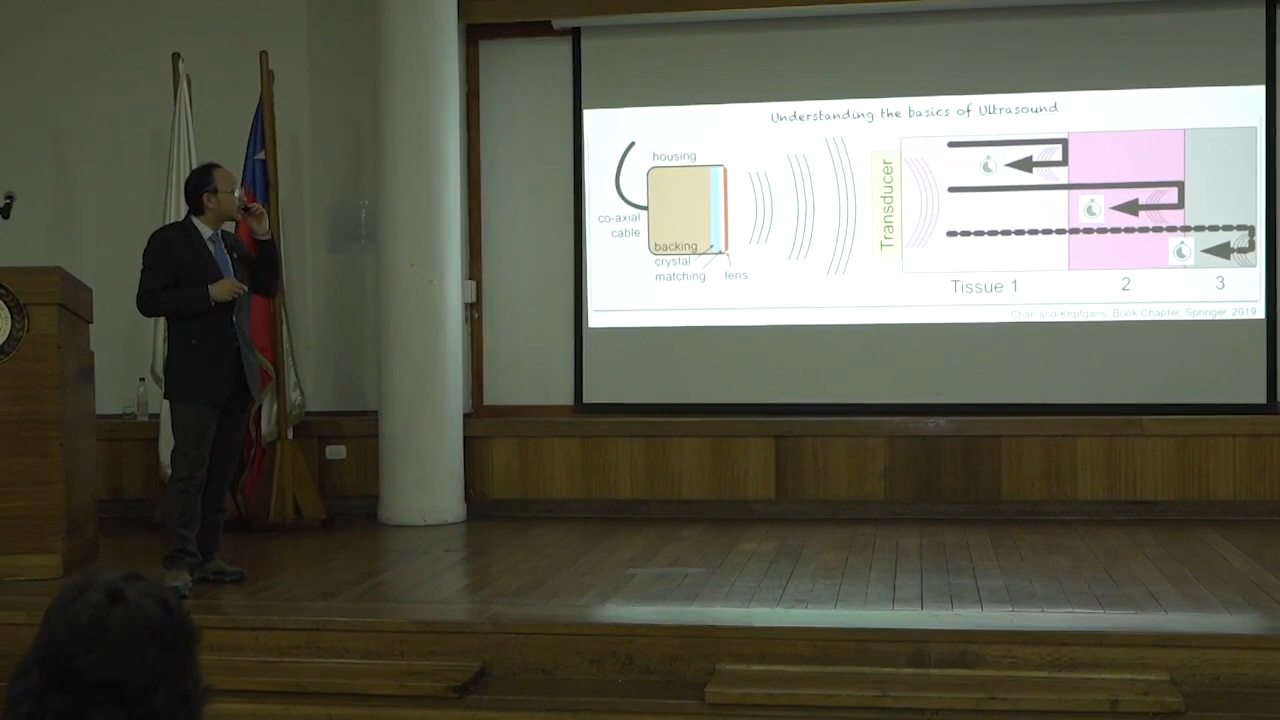 Understanding the basics of Ultrasound
housing
co-axial
cable
backing
crystal
matching
lens
Transducer
Tissue 1
2
3
Chan and Kripfgans, Book Chapter, Springer, 2019